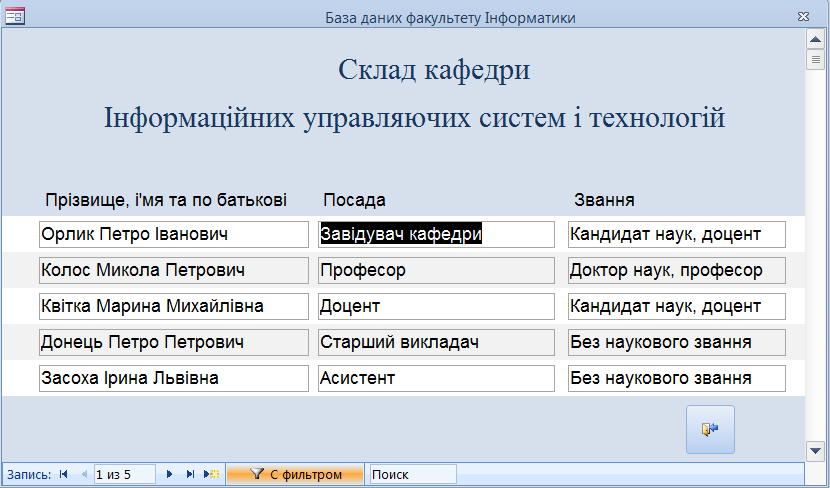 База даних факультету Інформатики
Склад кафедри
Інформаційних управляючих систем і технологій
Прізвище, і'мя та по батькові Посада Звання
Орлик Петро Іванович Завідувач кафедри Кандидат наук, доцент
Колос Микола Петрович Професор Доктор наук, професор
Квітка Марина Михайлівна Доцент Кандидат наук, доцент
Донець Петро Петрович Старший викладач Без наукового звання
Засоха Ірина Львівна Асистент Без наукового звання
Запись: 1 из 5 С фильтром Поиск